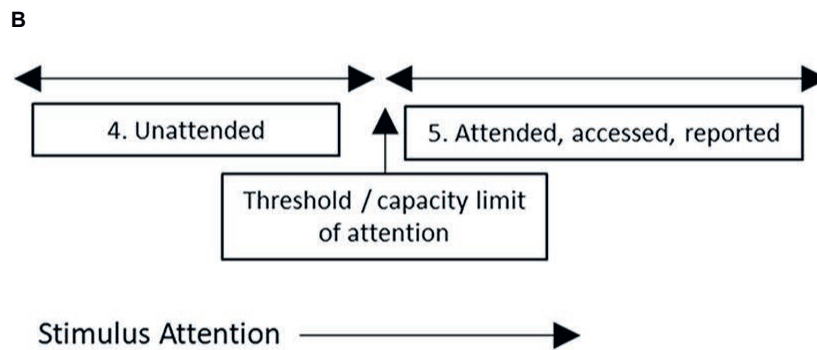 B
4. Unattended
5. Attended, accessed, reported
Threshold / capacity limit
of attention
Stimulus Attention